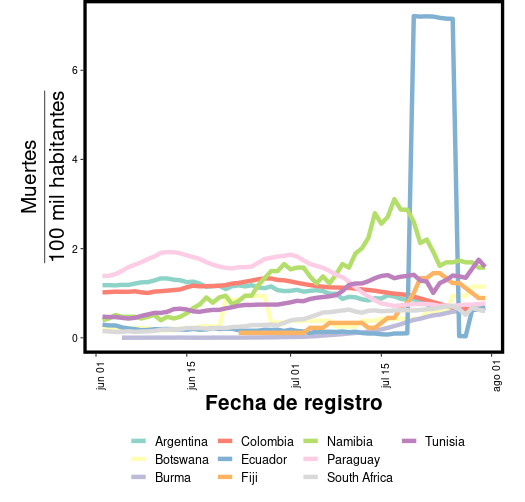 Muertes
100 mil habitantes
6
4
2
0
jun 01
jun 15
jul 01
jul 15
ago 01
Fecha de registro
Argentina
Colombia
Namibia
Tunisia
Botswana
Ecuador
Paraguay
Burma
Fiji
South Africa